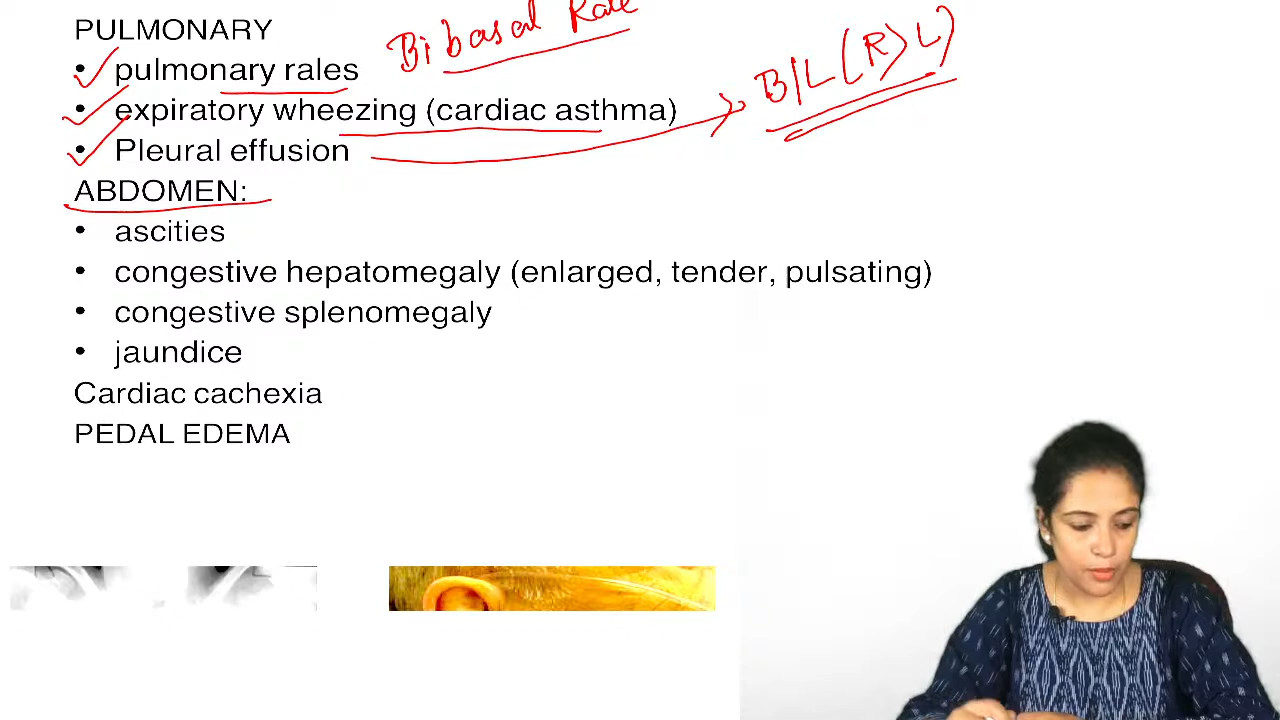 PULMONARY
Bibasal Rale
• pulmonary rales
B/L (R>L)
• expiratory wheezing (cardiac asthma)
• Pleural effusion
ABDOMEN:
• ascities
• congestive hepatomegaly (enlarged, tender, pulsating)
• congestive splenomegaly
• jaundice
Cardiac cachexia
PEDAL EDEMA